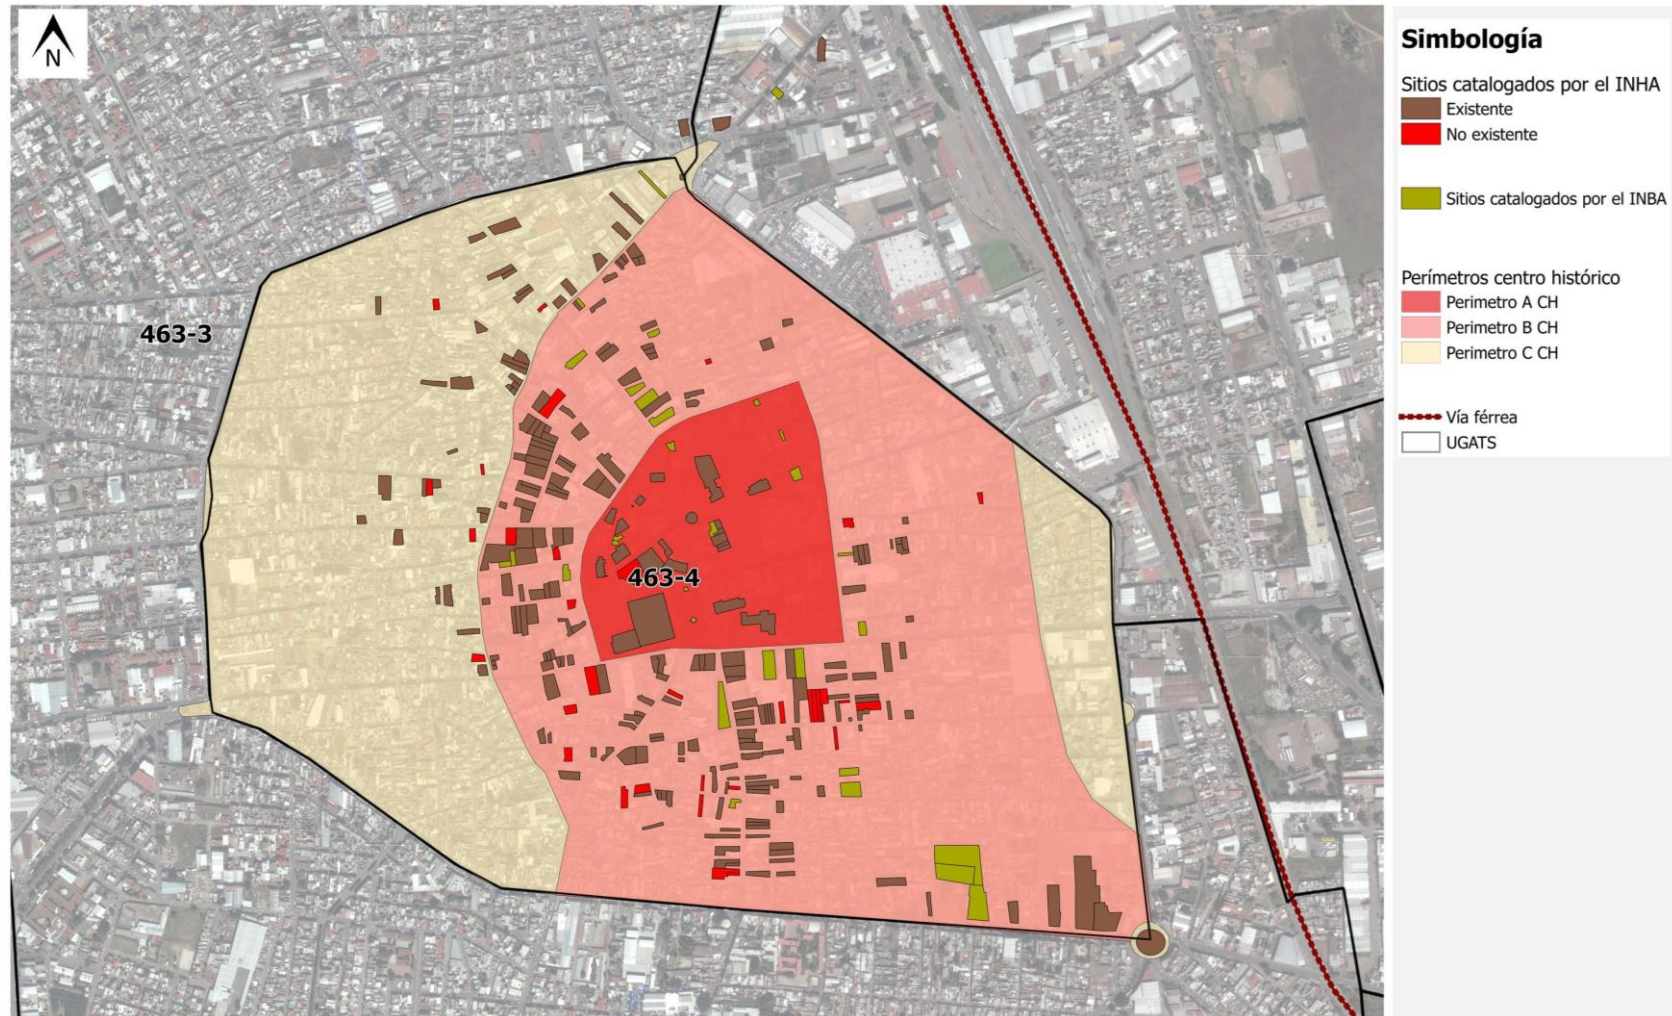 N
463-3
463-4
Simbología
Sitios catalogados por el INHA
Existente
No existente
Sitios catalogados por el INBA
Perímetros centro histórico
Perimetro A CH
Perimetro B CH
Perimetro C CH
Vía férrea
UGATS